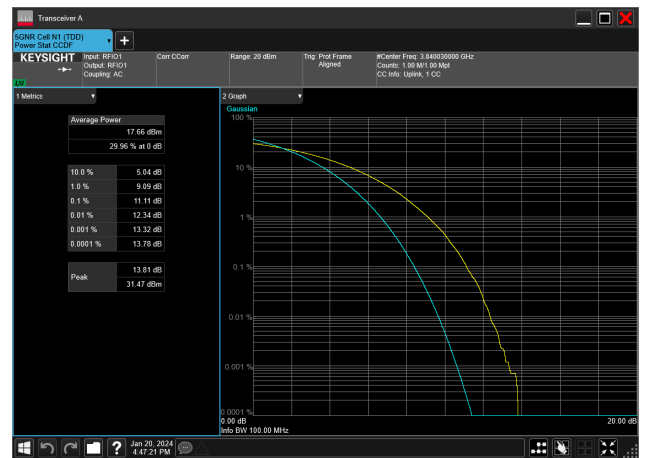 Transceiver A
5GNR Cell N1 (TDD)
Power Stat CCDF
KEYSIGHT
Input: RFIO1
Output: RFIO1
Coupling: AC
Corr CCorr
Range: 20 dBm
Trig: Prot Frame
Aligned
#Center Freq: 3.840030000 GHz
Counts: 1.00 M/1.00 Mpt
CC Info: Uplink, 1 CC
1 Metrics
Average Power
17.66 dBm
29.96 % at 0 dB
10.0 % 5.04 dB
1.0 % 9.09 dB
0.1 % 11.11 dB
0.01 % 12.34 dB
0.001 % 13.32 dB
0.0001 % 13.78 dB
Peak
13.81 dB
31.47 dBm
2 Graph
Gaussian
100 %
10 %
1 %
0.1 %
0.01 %
0.001 %
0.0001 %
0.00 dB 20.00 dB
Info BW 100.00 MHz
Jan 20, 2024
4:47:21 PM